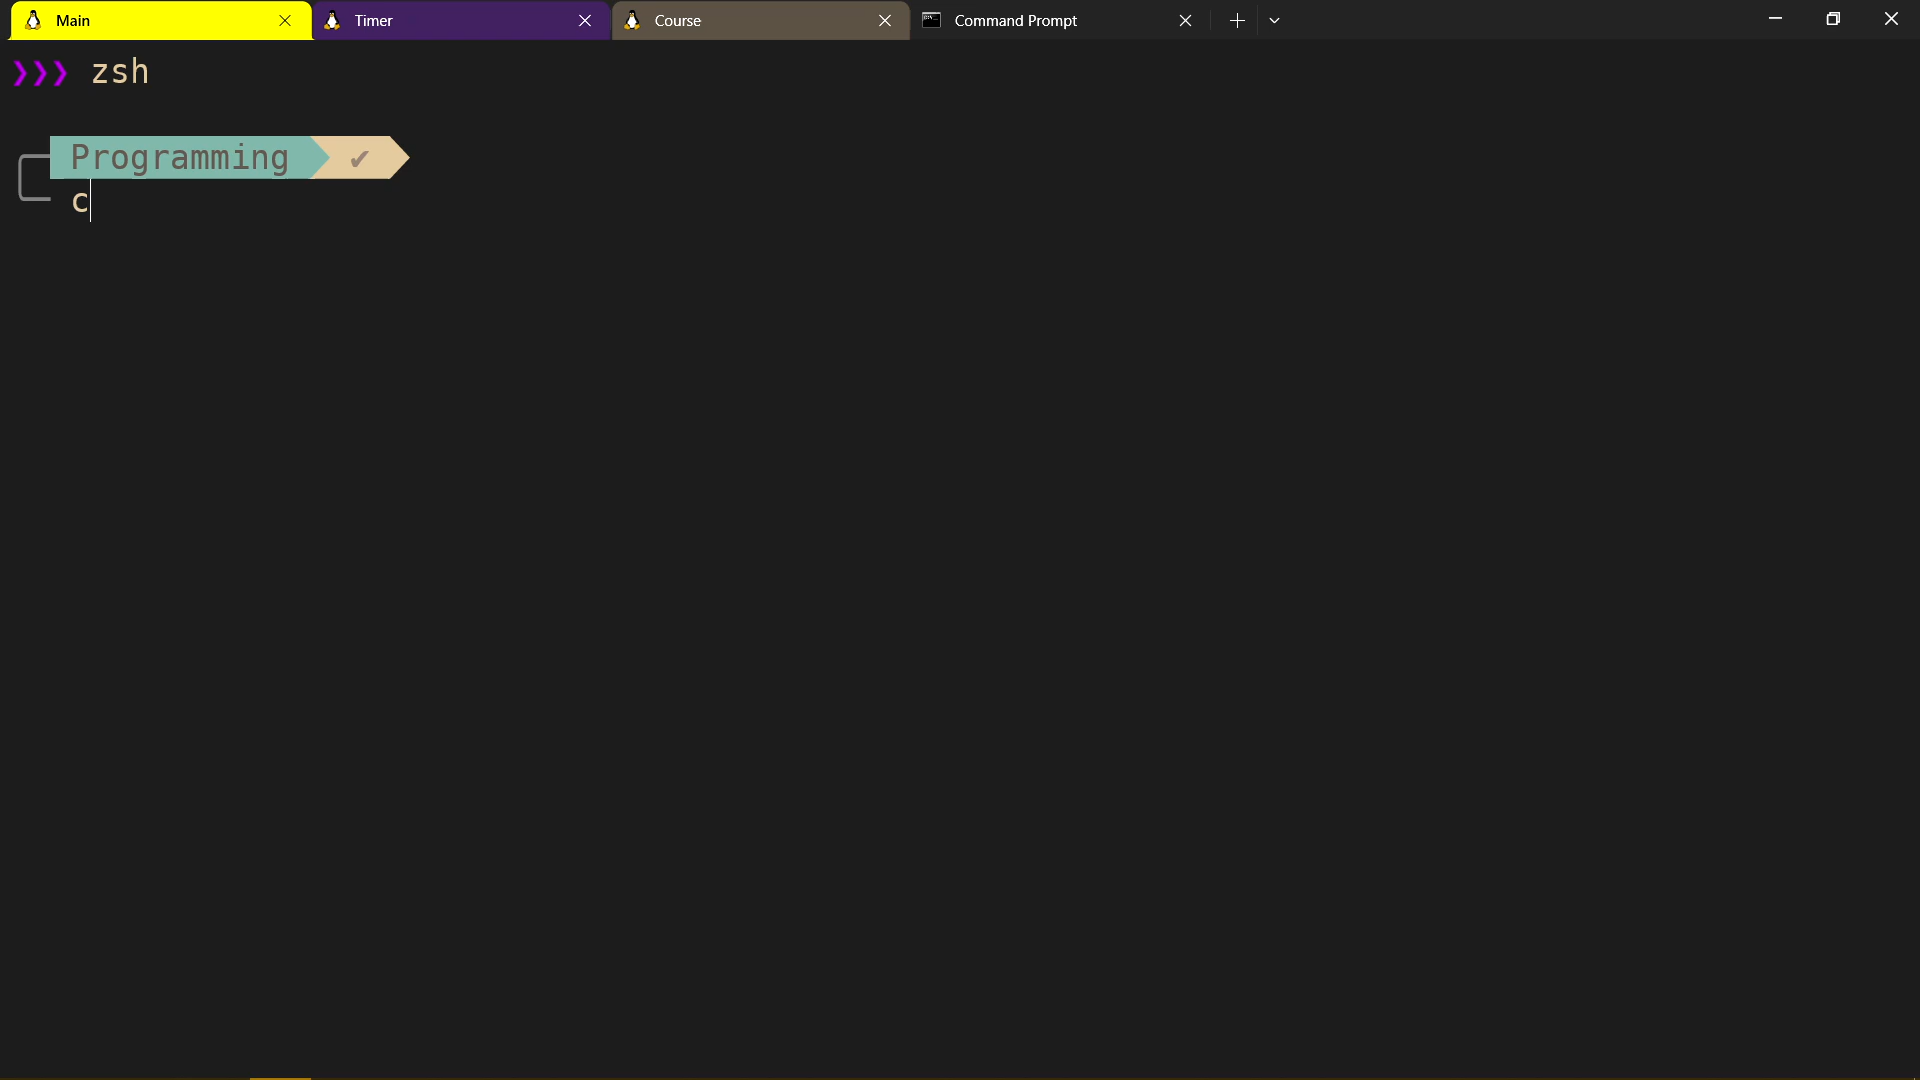 Main Timer Course Command Prompt
❯❯❯ zsh
Programming ✔
c